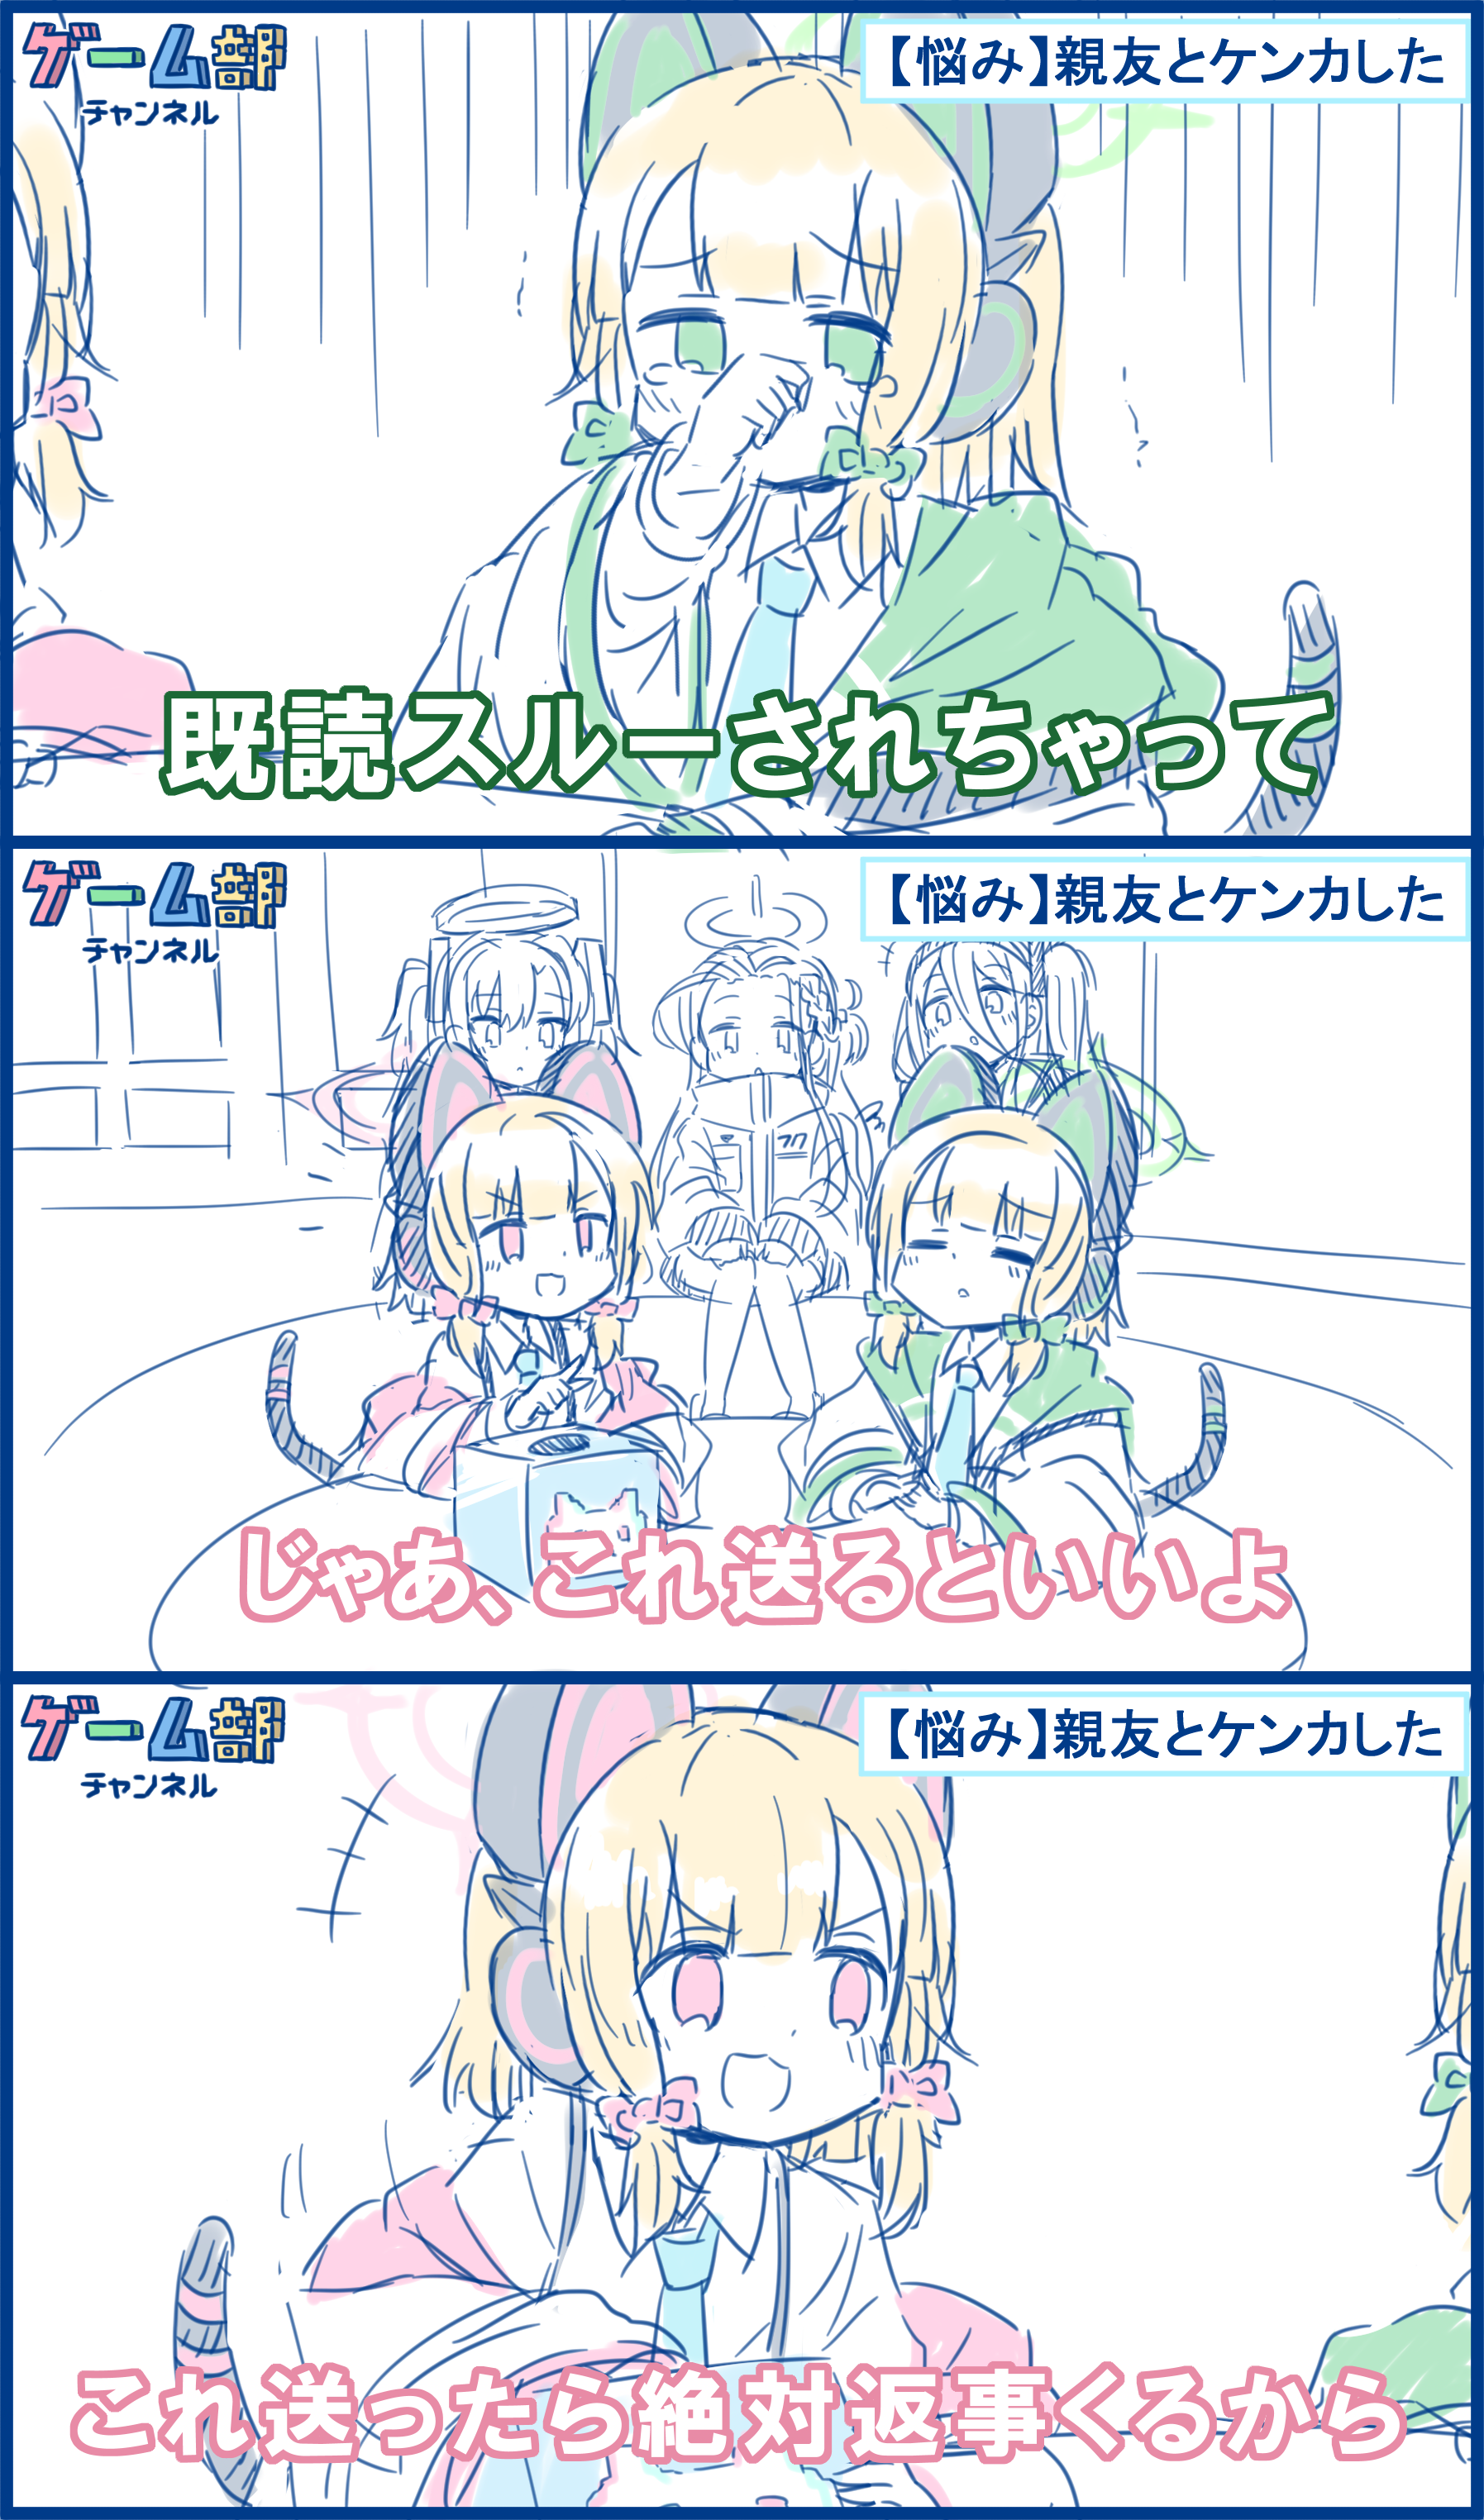 ゲーム部
チャンネル
【悩み】親友とケンカした
既読スルーされちゃって
ゲーム部
チャンネル
【悩み】親友とケンカした
じゃあ、これ送るといいよ
ゲーム部
チャンネル
【悩み】親友とケンカした
これ送ったら絶対返事くるから